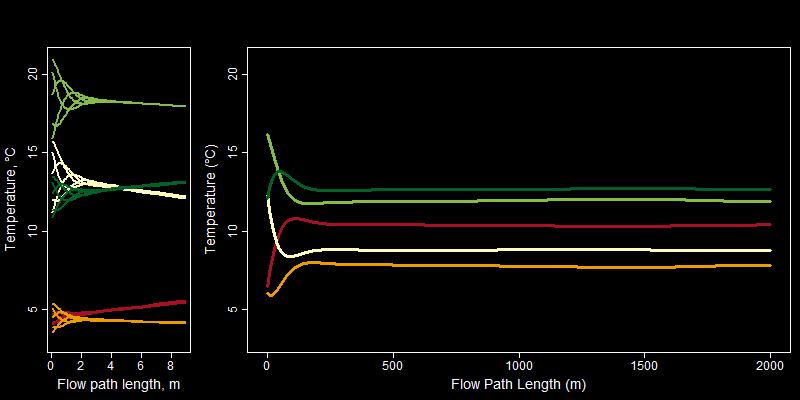 Temperature, °C
20
15
10
5
0 2 4 6 8
Flow path length, m
Temperature (°C)
20
15
10
5
0 500 1000 1500 2000
Flow Path Length (m)